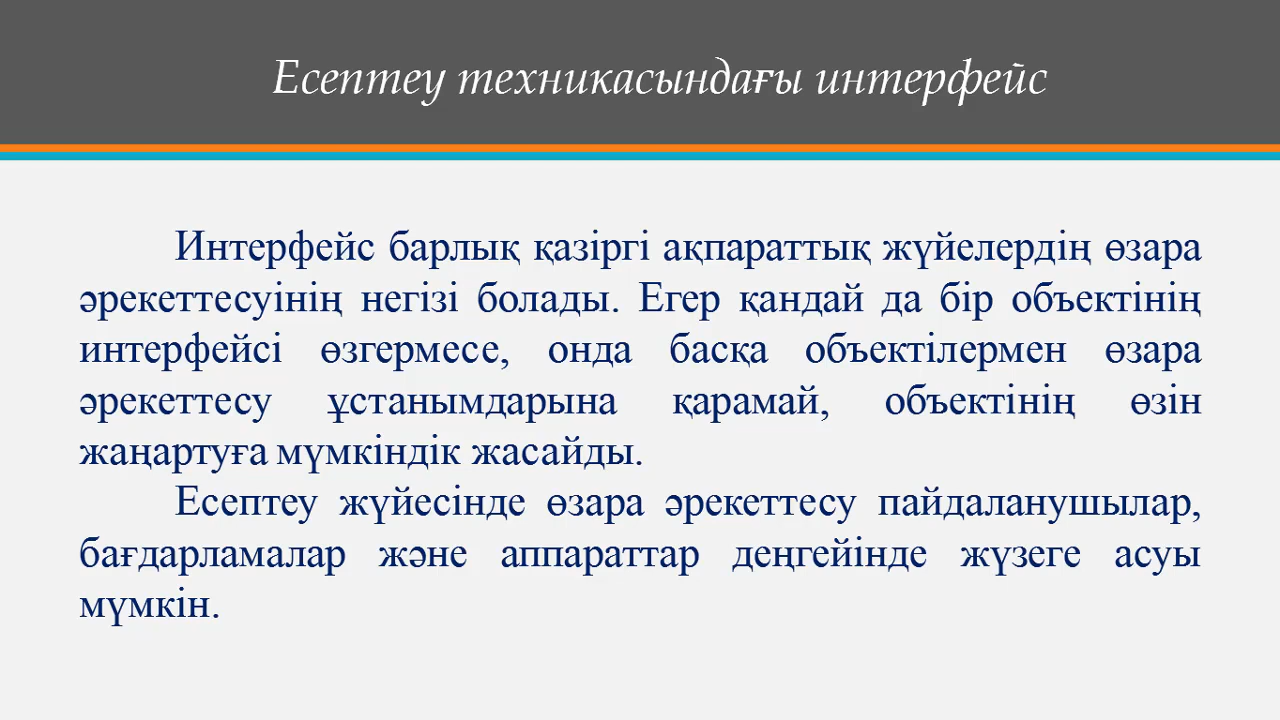 Есептеу техникасындағы интерфейс
Интерфейс барлық қазіргі ақпараттық жүйелердің өзара
әрекеттесуінің негізі болады. Егер қандай да бір объектінің
интерфейсі өзгермесе, онда басқа объектілермен өзара
әрекеттесу ұстанымдарына қарамай, объектінің өзін
жаңартуға мүмкіндік жасайды.
Есептеу жүйесінде өзара әрекеттесу пайдаланушылар,
бағдарламалар және аппараттар деңгейінде жүзеге асуы
мүмкін.